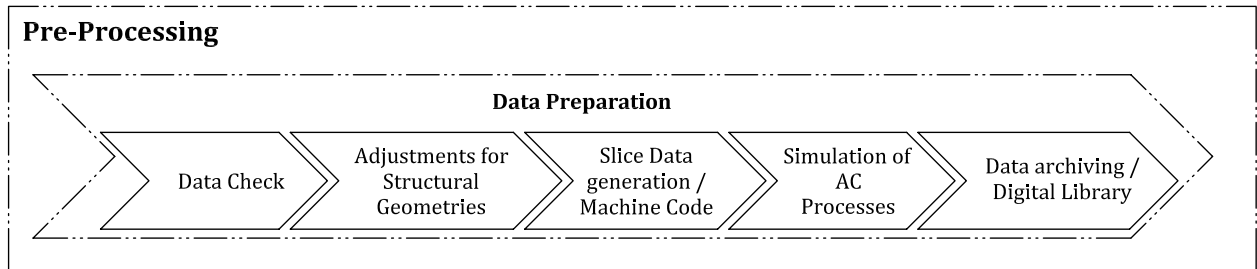 Pre-Processing
Data Preparation
Data Check
Adjustments for
Structural
Geometries
Slice Data
generation /
Machine Code
Simulation of
AC
Processes
Data archiving /
Digital Library